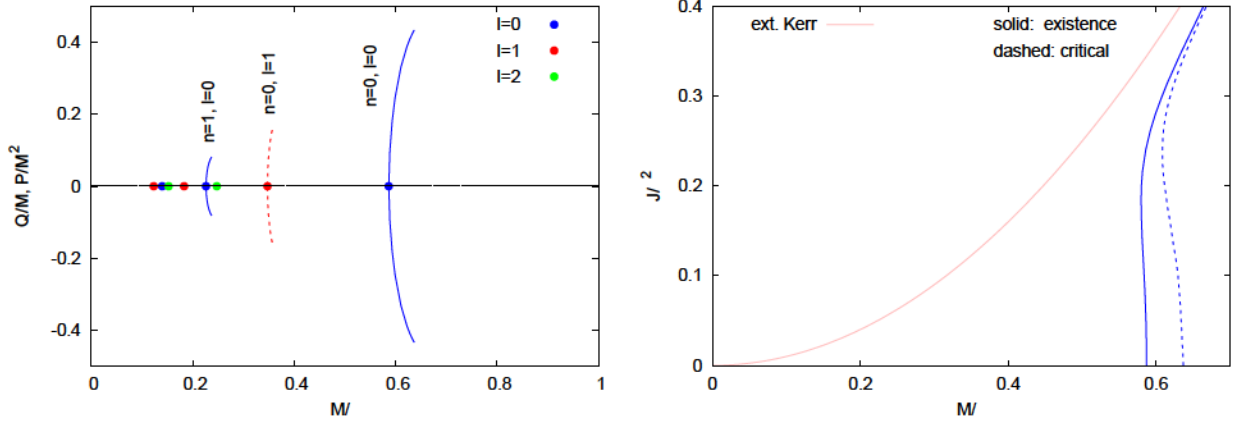 0.4
0.2
0
-0.2
-0.4
Q/M, P/M²
0
0.2
0.4
0.6
0.8
1
M/
l=0
l=1
l=2
n=1, l=0
n=0, l=1
n=0, l=0
0.4
0.3
0.2
0.1
0
J/ ²
0
0.2
0.4
0.6
M/
ext. Kerr
solid: existence
dashed: critical